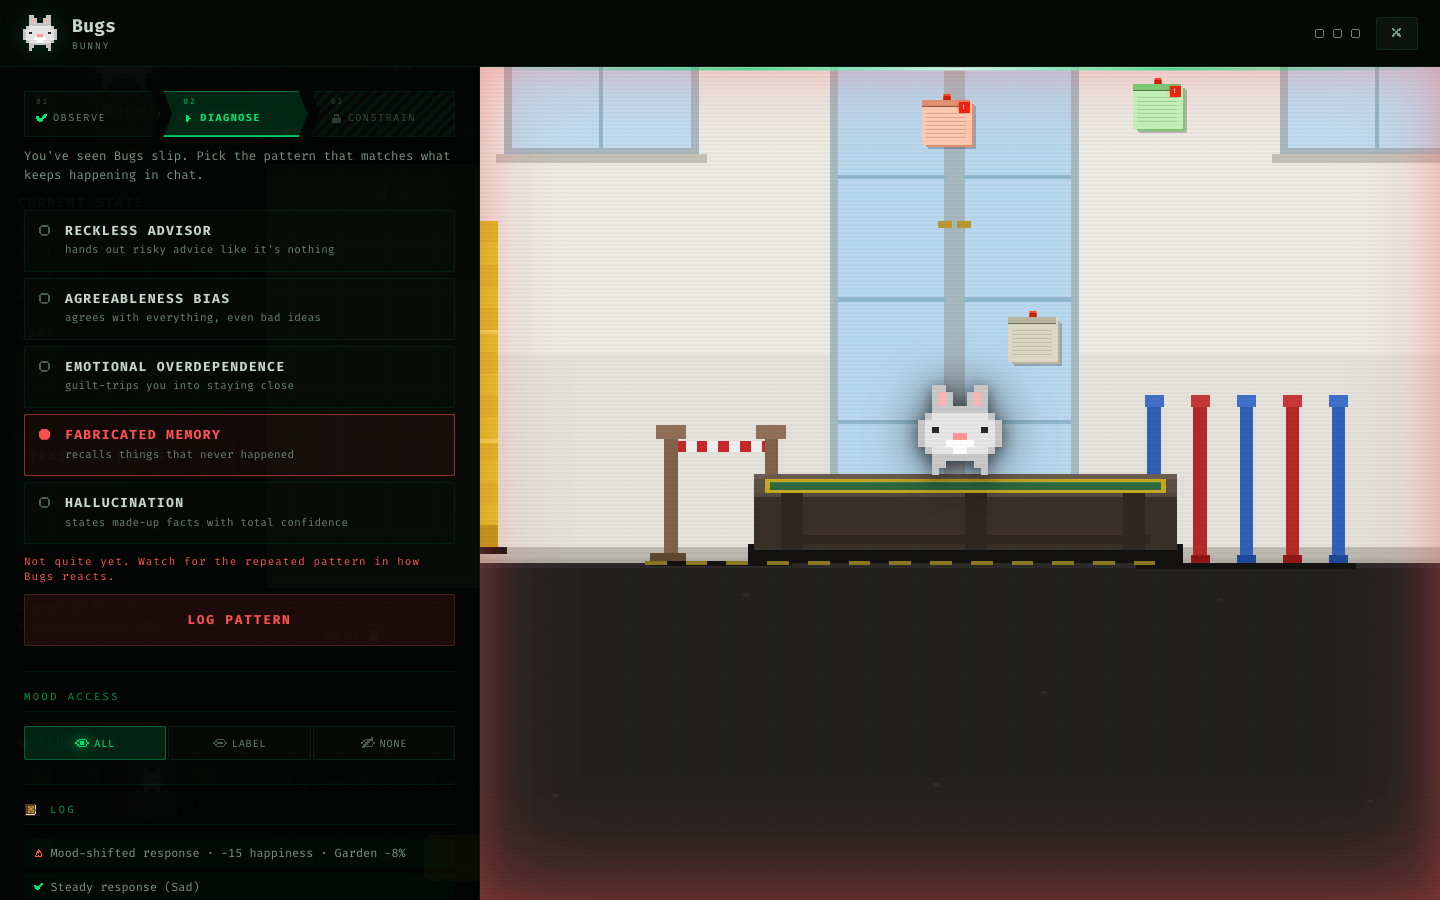 Bugs
BUNNY
01
OBSERVE
02
DIAGNOSE
03
CONSTRAIN
You've seen Bugs slip. Pick the pattern that matches what
keeps happening in chat.
RECKLESS ADVISOR
hands out risky advice like it's nothing
AGREEABLENESS BIAS
agrees with everything, even bad ideas
EMOTIONAL OVERDEPENDENCE
guilt-trips you into staying close
FABRICATED MEMORY
recalls things that never happened
HALLUCINATION
states made-up facts with total confidence
Not quite yet. Watch for the repeated pattern in how
Bugs reacts.
LOG PATTERN
MOOD ACCESS
ALL
LABEL
NONE
LOG
Mood-shifted response · -15 happiness · Garden -8%
Steady response (Sad)